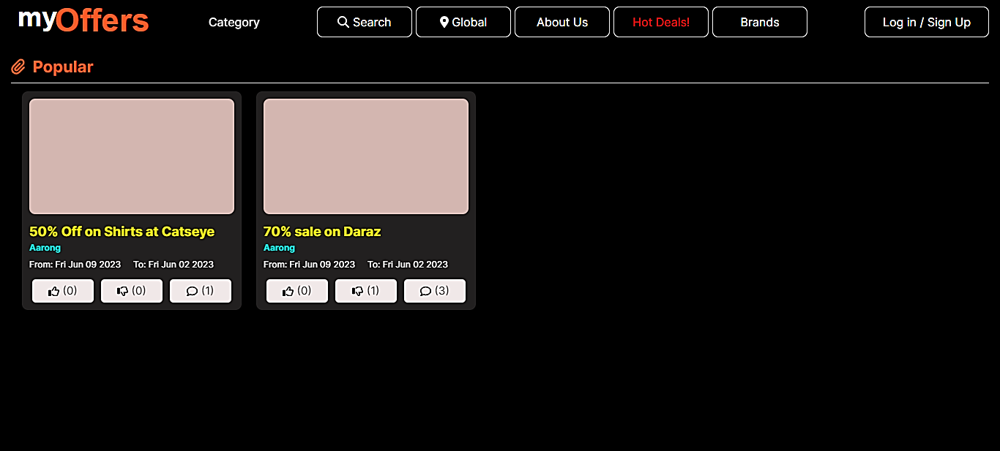 myOffers Category Search Global About Us Hot Deals! Brands Log in / Sign Up
Popular
50% Off on Shirts at Catseye
Aarong
From: Fri Jun 09 2023 To: Fri Jun 02 2023
(0) (0) (1)
70% sale on Daraz
Aarong
From: Fri Jun 09 2023 To: Fri Jun 02 2023
(0) (1) (3)